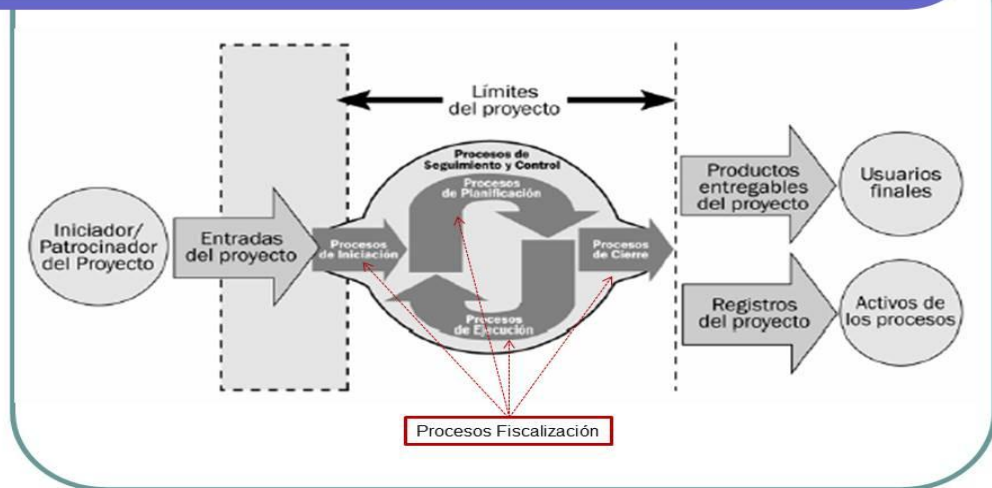 Límites
del proyecto
Procesos de
Seguimiento y Control
Procesos
de Planificación
Iniciador/
Patrocinador
del Proyecto
Entradas
del proyecto
Procesos
de Iniciación
Procesos
de Cierre
Procesos
de Ejecución
Productos
entregables
del proyecto
Usuarios
finales
Registros
del proyecto
Activos de
los procesos
Procesos Fiscalización